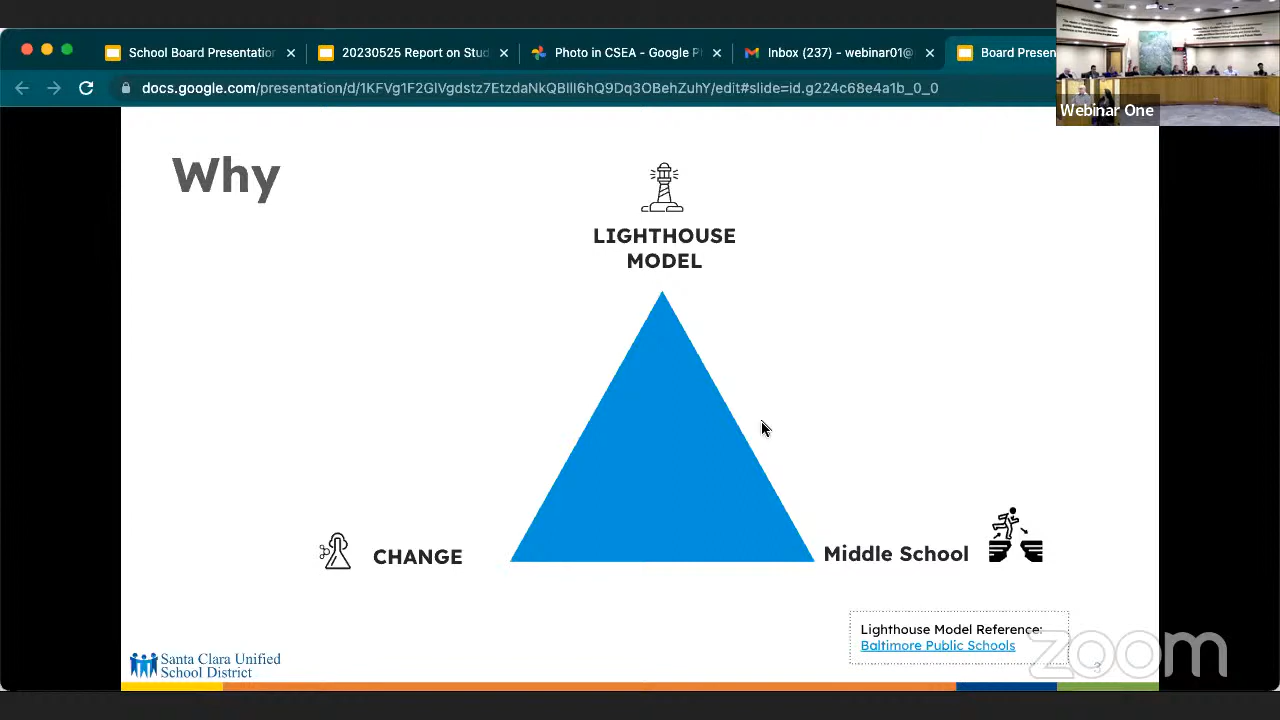 School Board Presentation
20230525 Report on Stud
Photo in CSEA - Google P
Inbox (237) - webinar01@
Board Presen
docs.google.com/presentation/d/1KFVg1F2GlVgdstz7EtzdaNkQBlll6hQ9Dq3OBehZuhY/edit#slide=id.g224c68e4a1b_0_0
Webinar One
Why
LIGHTHOUSE
MODEL
CHANGE
Middle School
Lighthouse Model Reference:
Baltimore Public Schools
Santa Clara Unified
School District
3
zoom